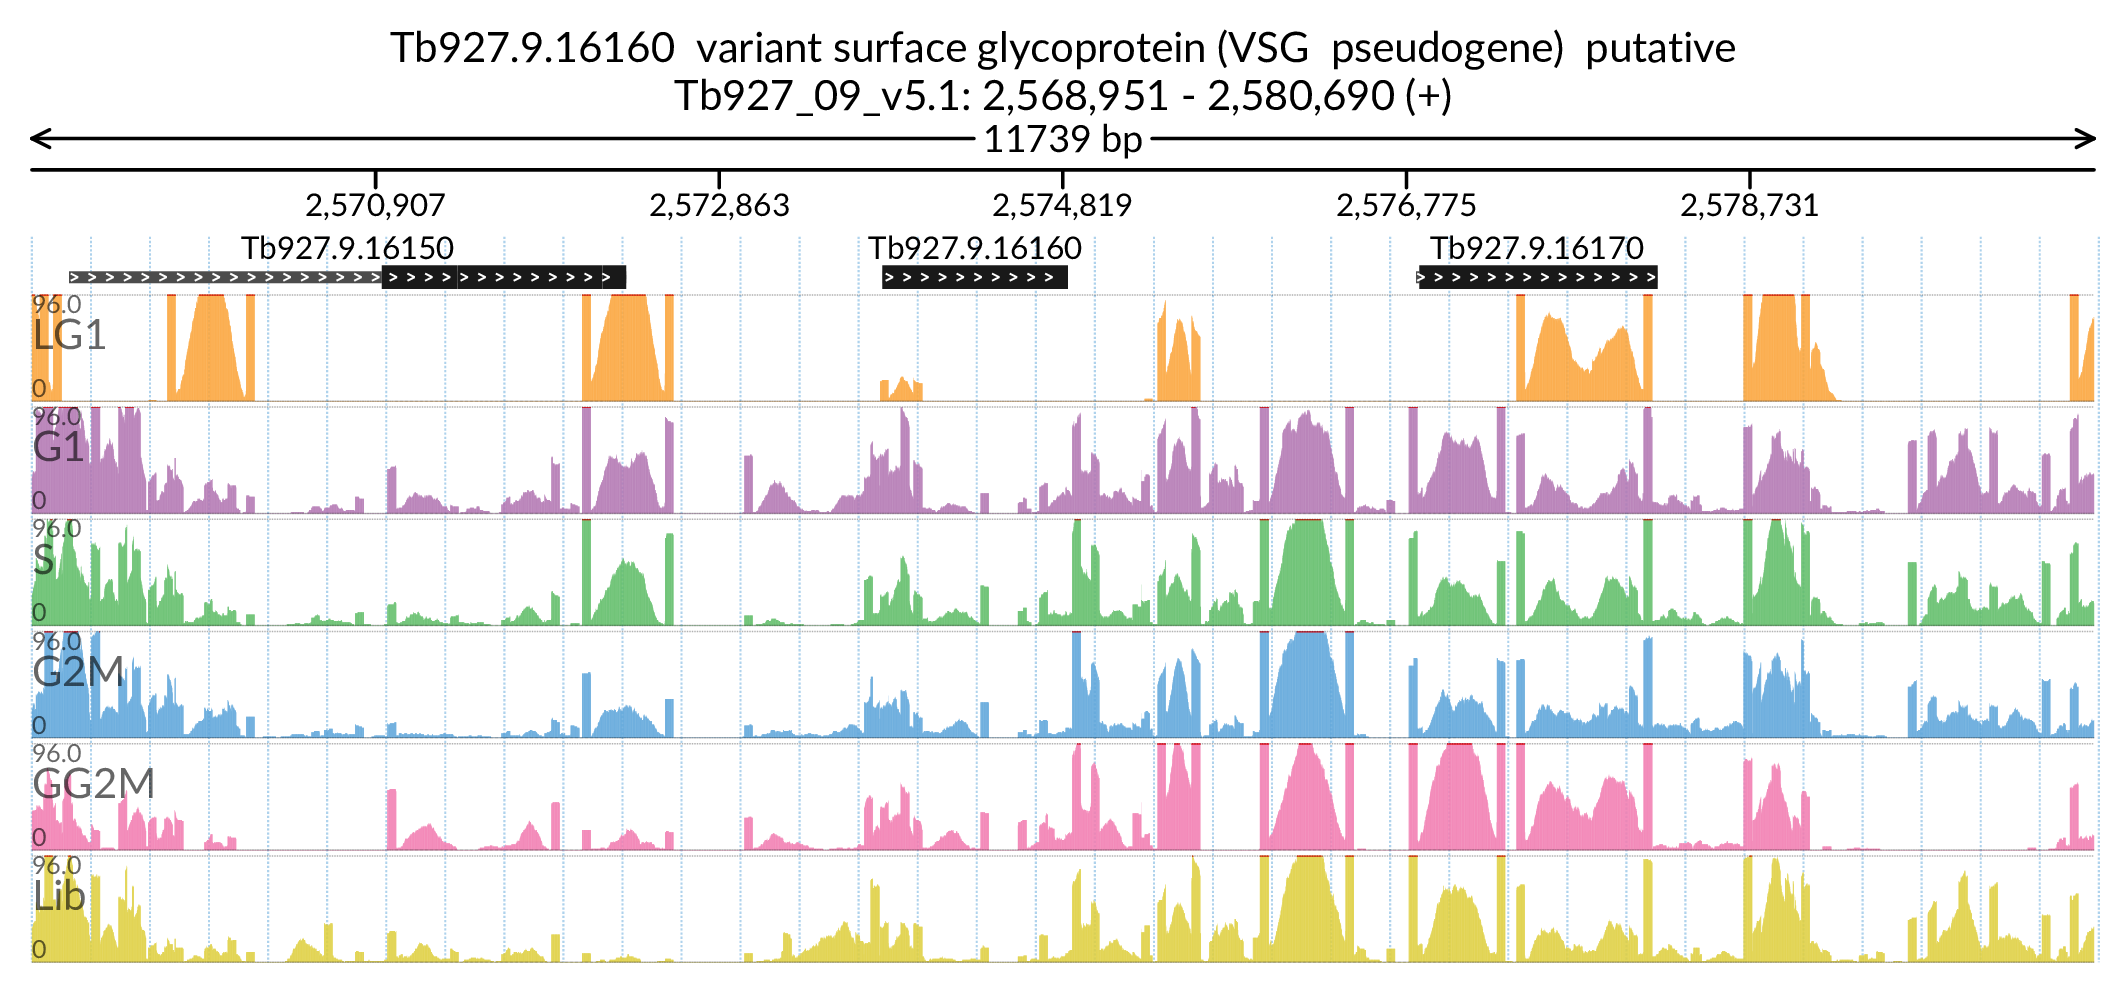 Tb927.9.16160 variant surface glycoprotein (VSG pseudogene) putative
Tb927_09_v5.1: 2,568,951 - 2,580,690 (+)
11739 bp
2,570,907 2,572,863 2,574,819 2,576,775 2,578,731
Tb927.9.16150 Tb927.9.16160 Tb927.9.16170
96.0
LG1
0
96.0
G1
0
96.0
S
0
96.0
G2M
0
96.0
GG2M
0
96.0
Lib
0